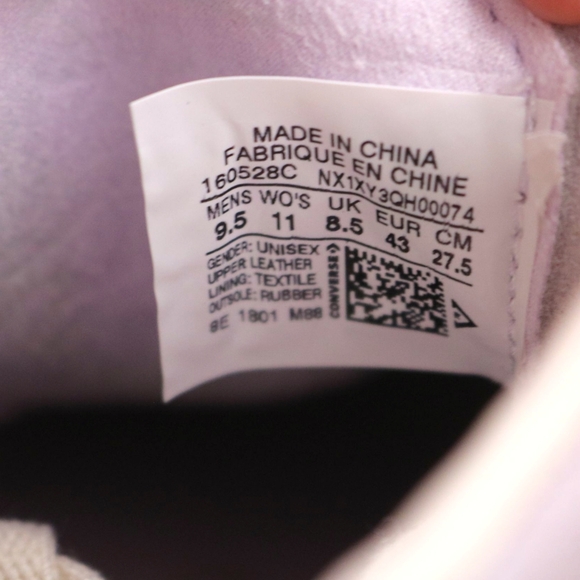 MADE IN CHINA
FABRIQUE EN CHINE
160528C NX1XY3QH00074
MENS WO'S UK EUR CM
9.5 11 8.5 43 27.5
GENDER: UNISEX
UPPER LEATHER
LINING: TEXTILE
OUTSOLE: RUBBER
BE 1801 M88
CONVERSE